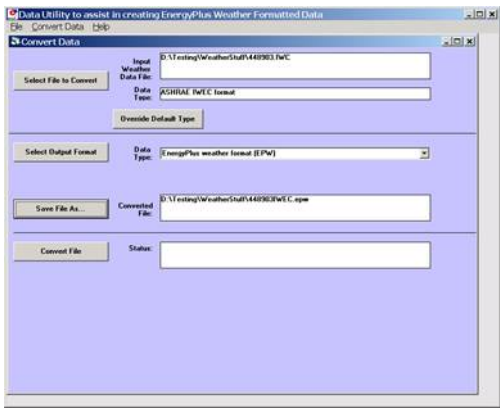 Data Utility to assist in creating EnergyPlus Weather Formatted Data
File Convert Data Help
Convert Data
Select File to Convert
Input Weather Data File:
D:\Testing\WeatherStuff\448903.IWC
Data Type:
ASHRAE IWEC format
Override Default Type
Select Output Format
Data Type:
EnergyPlus weather format (EPW)
Save File As...
Converted File:
D:\Testing\WeatherStuff\448903IWEC.epw
Convert File
Status: